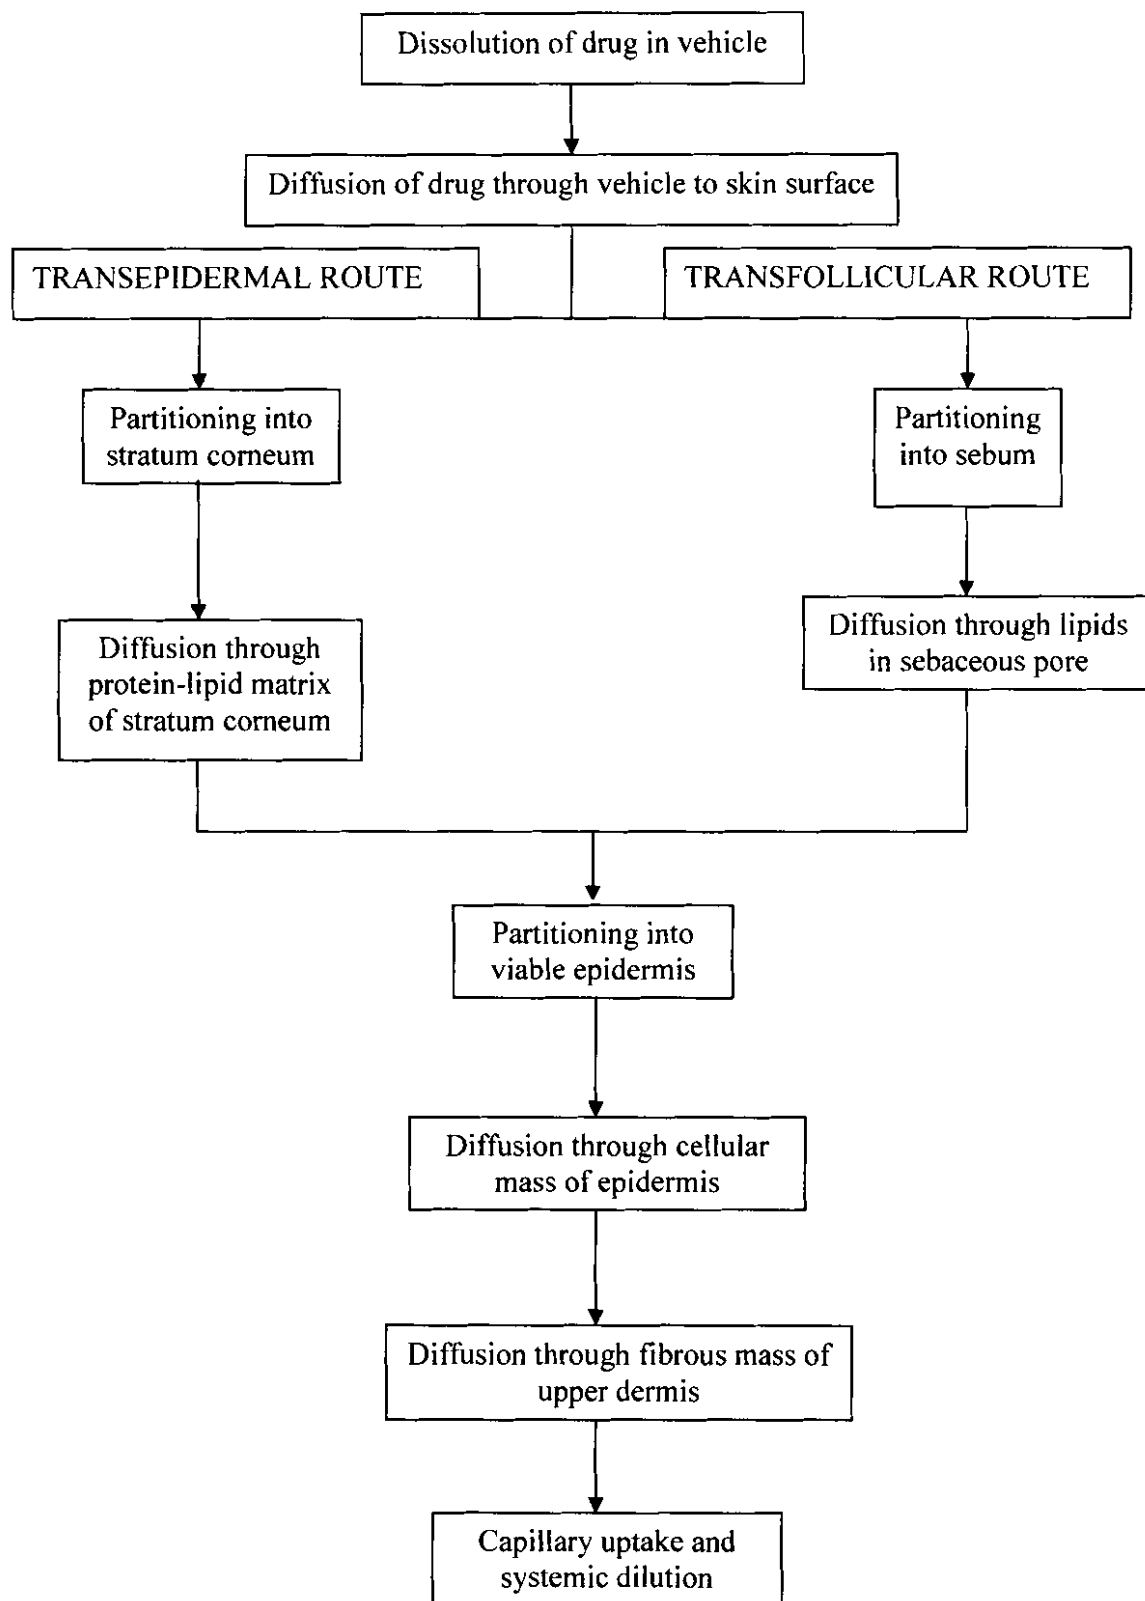 Dissolution of drug in vehicle
Diffusion of drug through vehicle to skin surface
TRANSEPIDERMAL ROUTE
TRANSFOLLICULAR ROUTE
Partitioning into
stratum corneum
Partitioning
into sebum
Diffusion through
protein-lipid matrix
of stratum corneum
Diffusion through lipids
in sebaceous pore
Partitioning into
viable epidermis
Diffusion through cellular
mass of epidermis
Diffusion through fibrous mass of
upper dermis
Capillary uptake and
systemic dilution